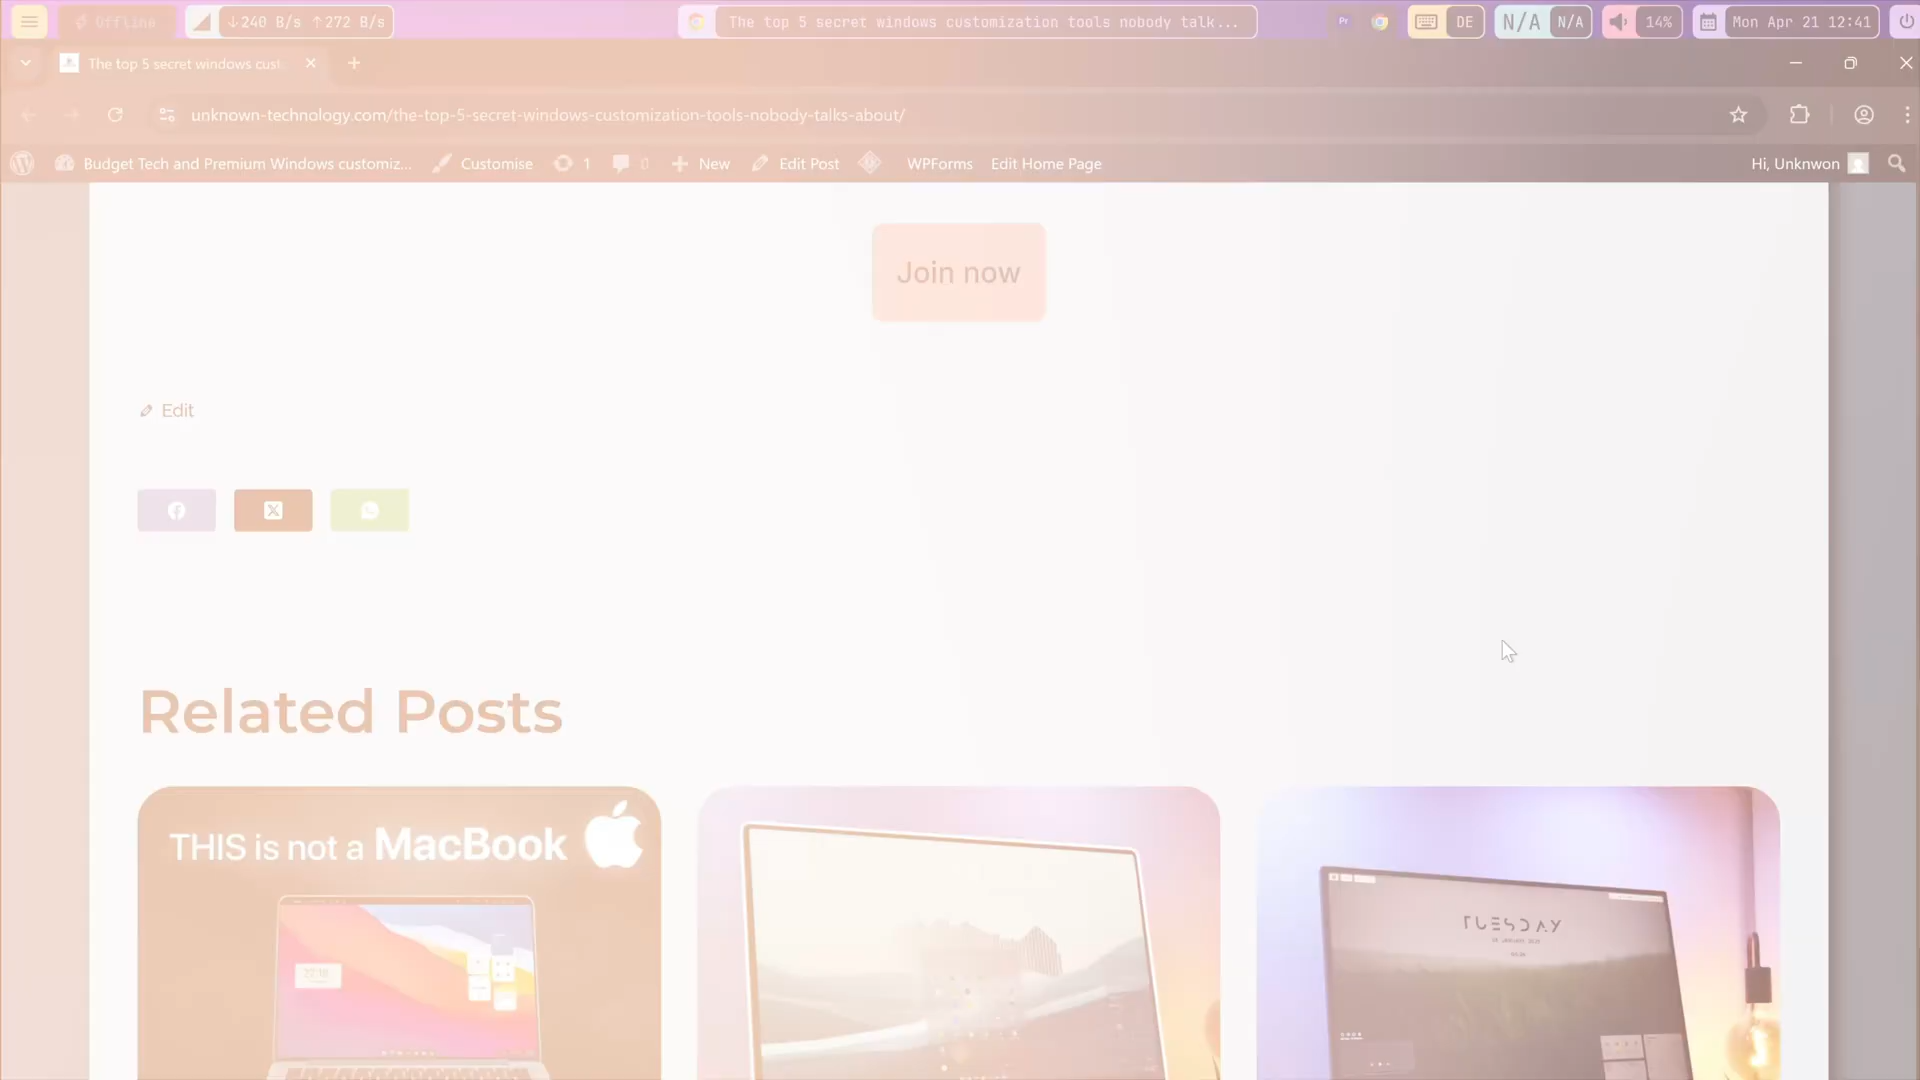 Offline
↓240 B/s ↑272 B/s
The top 5 secret windows customization tools nobody talk...
Pr
DE
N/A N/A
14%
Mon Apr 21 12:41
The top 5 secret windows cust
unknown-technology.com/the-top-5-secret-windows-customization-tools-nobody-talks-about/
Budget Tech and Premium Windows customiz...
Customise
1
0
New
Edit Post
WPForms
Edit Home Page
Hi, Unknwon
Join now
Edit
Related Posts
THIS is not a MacBook
22:16
TUESDAY